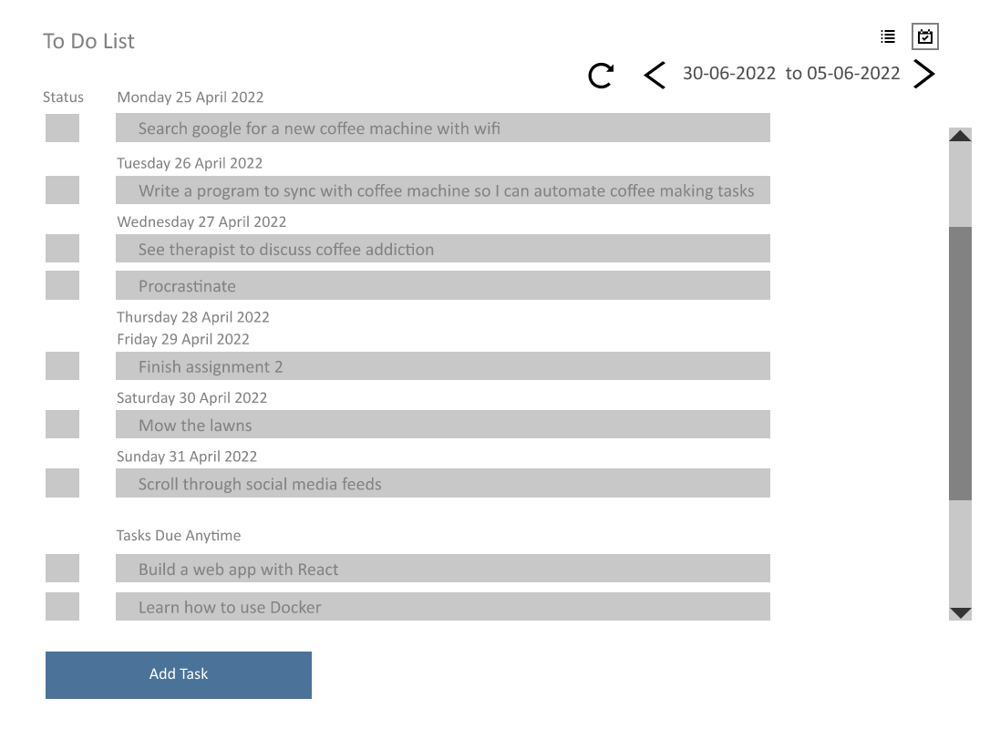 To Do List
30-06-2022 to 05-06-2022
Status Monday 25 April 2022
Search google for a new coffee machine with wifi
Tuesday 26 April 2022
Write a program to sync with coffee machine so I can automate coffee making tasks
Wednesday 27 April 2022
See therapist to discuss coffee addiction
Procrastinate
Thursday 28 April 2022
Friday 29 April 2022
Finish assignment 2
Saturday 30 April 2022
Mow the lawns
Sunday 31 April 2022
Scroll through social media feeds
Tasks Due Anytime
Build a web app with React
Learn how to use Docker
Add Task